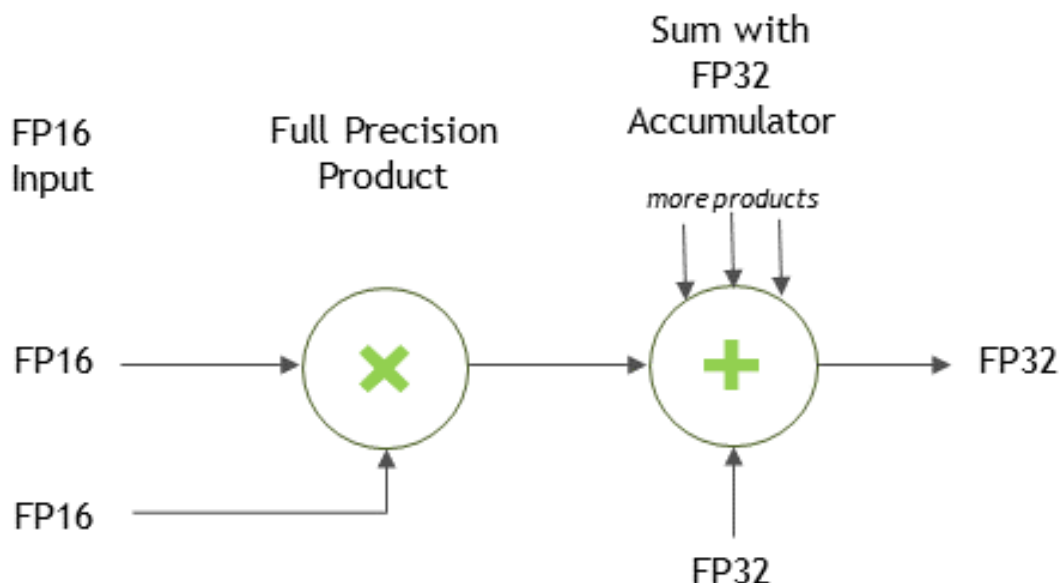 FP16
Input
Full Precision
Product
Sum with
FP32
Accumulator
more products
FP16
FP32
FP16
FP32